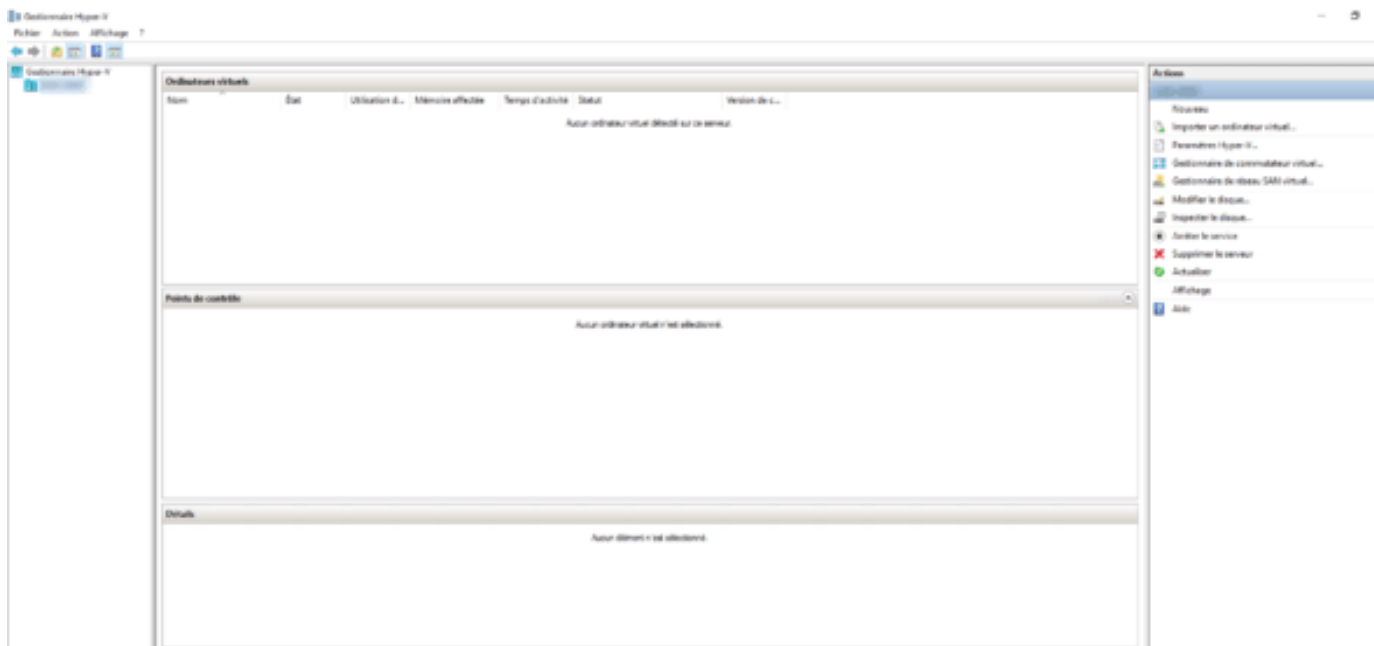 Gestionnaire Hyper-V
Fichier Action Affichage ?
Gestionnaire Hyper-V
Ordinateurs virtuels
Nom État Utilisation d... Mémoire affectée Temps d'activité Statut Version de c...
Aucun ordinateur virtuel détecté sur ce serveur.
Points de contrôle
Aucun ordinateur virtuel n'est sélectionné.
Détails
Aucun élément n'est sélectionné.
Actions
Nouveau
Importer un ordinateur virtuel...
Paramètres Hyper-V...
Gestionnaire de commutateur virtuel...
Gestionnaire de réseau SAN virtuel...
Modifier le disque...
Inspecter le disque...
Arrêter le service
Supprimer le serveur
Actualiser
Affichage
Aide